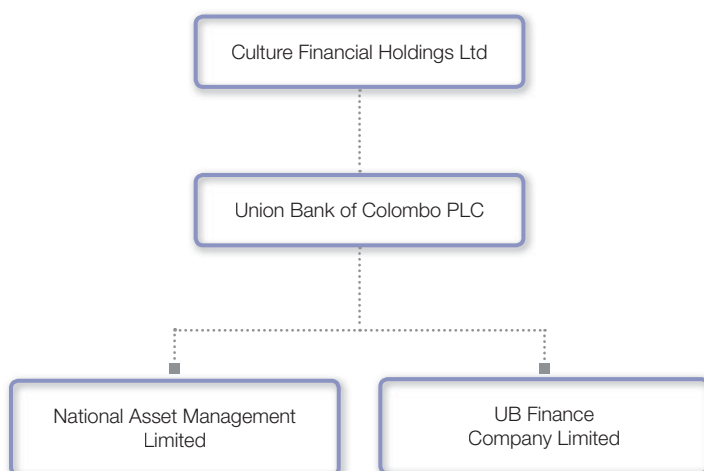 Culture Financial Holdings Ltd
Union Bank of Colombo PLC
National Asset Management
Limited
UB Finance
Company Limited